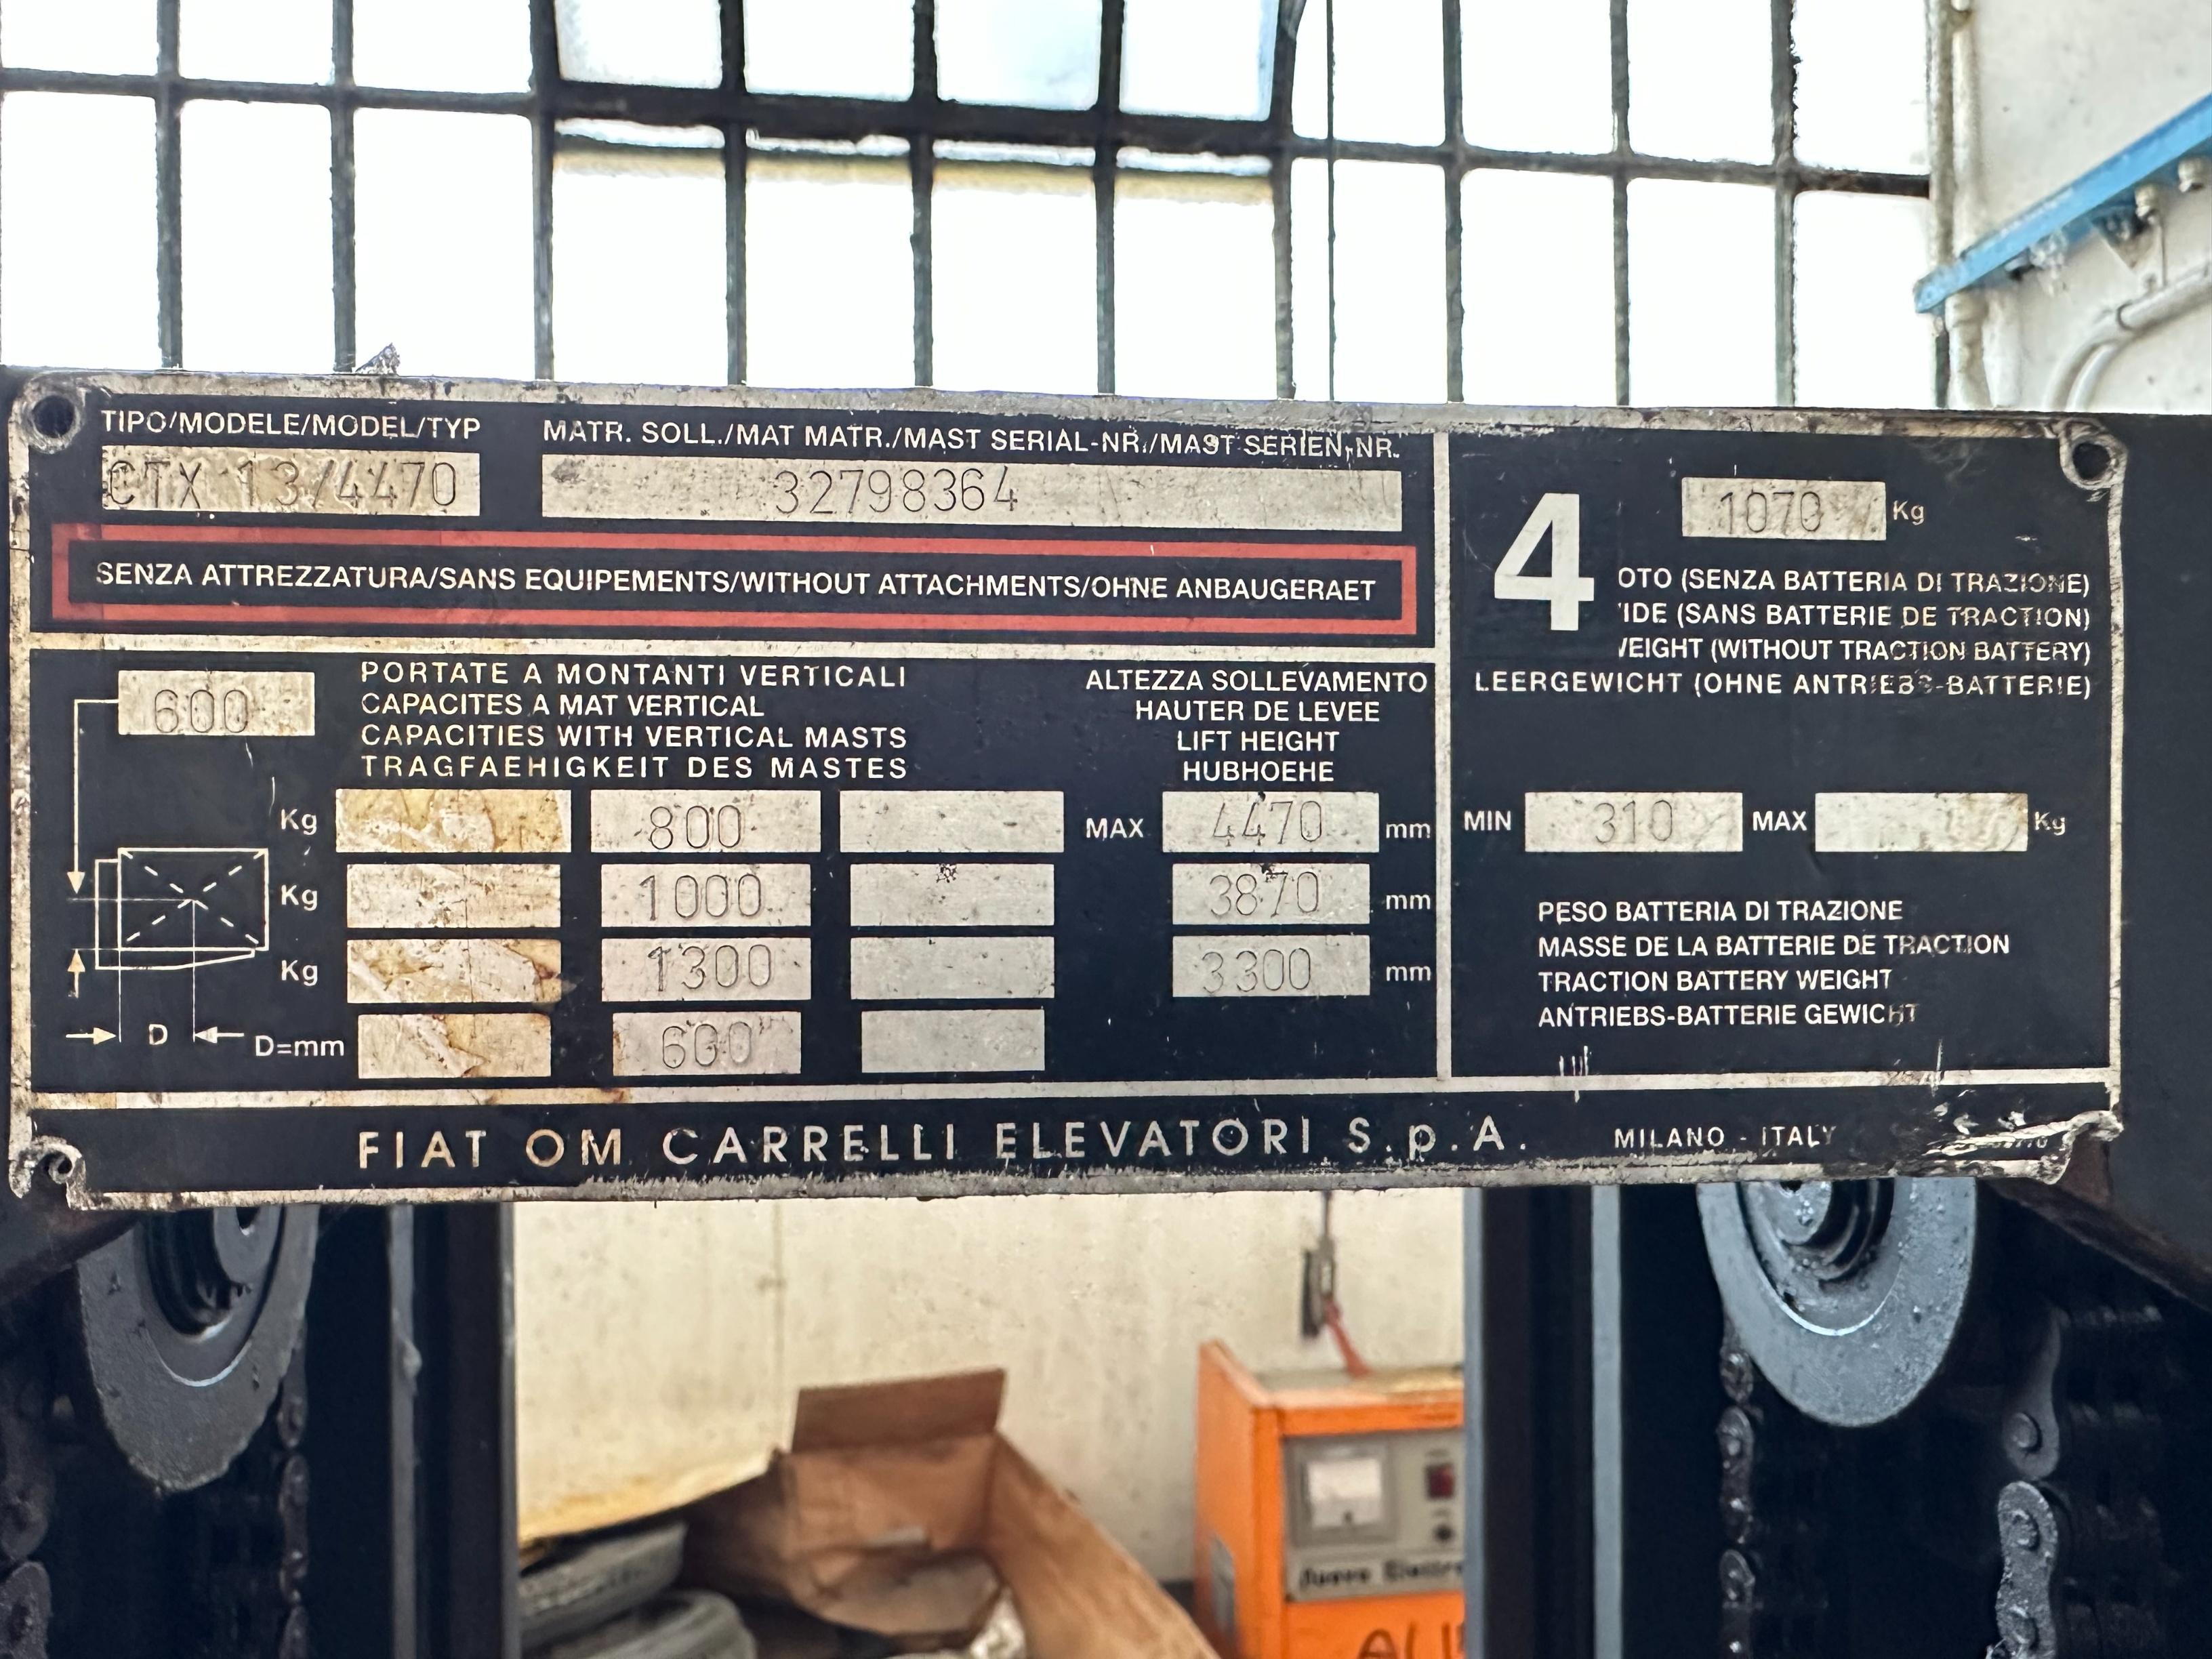 TIPO/MODELE/MODEL/TYP
CTX 13/4470
MATR. SOLL./MAT MATR./MAST SERIAL-NR./MAST SERIEN-NR.
32798364
SENZA ATTREZZATURA/SANS EQUIPEMENTS/WITHOUT ATTACHMENTS/OHNE ANBAUGERAET
4
1070 Kg
OTO (SENZA BATTERIA DI TRAZIONE)
IDE (SANS BATTERIE DE TRACTION)
EIGHT (WITHOUT TRACTION BATTERY)
LEERGEWICHT (OHNE ANTRIEBS-BATTERIE)
600
PORTATE A MONTANTI VERTICALI
CAPACITES A MAT VERTICAL
CAPACITIES WITH VERTICAL MASTS
TRAGFAEHIGKEIT DES MASTES
ALTEZZA SOLLEVAMENTO
HAUTER DE LEVEE
LIFT HEIGHT
HUBHOEHE
Kg 800 MAX 4470 mm
Kg 1000 3870 mm
Kg 1300 3300 mm
D D=mm 600
MIN 310 MAX Kg
PESO BATTERIA DI TRAZIONE
MASSE DE LA BATTERIE DE TRACTION
TRACTION BATTERY WEIGHT
ANTRIEBS-BATTERIE GEWICHT
FIAT OM CARRELLI ELEVATORI S.p.A. MILANO - ITALY